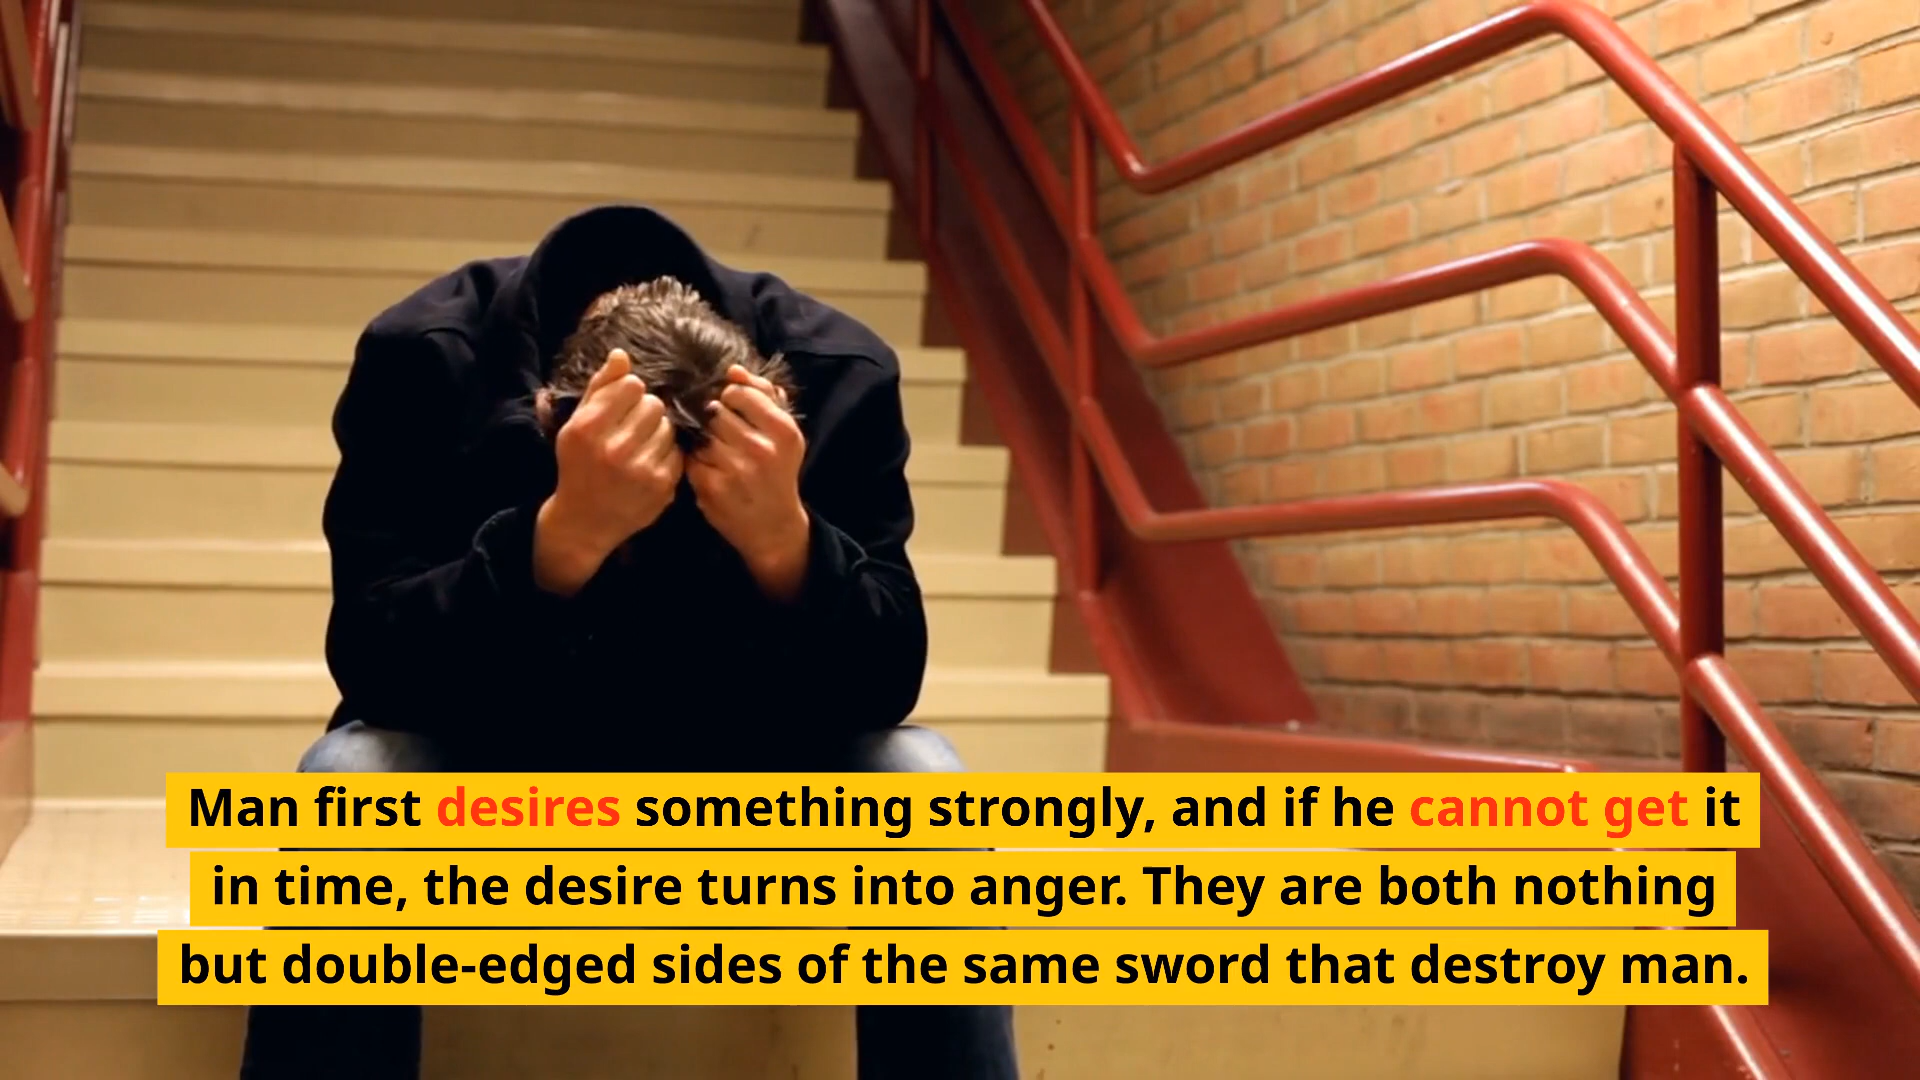 Man first desires something strongly, and if he cannot get it
in time, the desire turns into anger. They are both nothing
but double-edged sides of the same sword that destroy man.